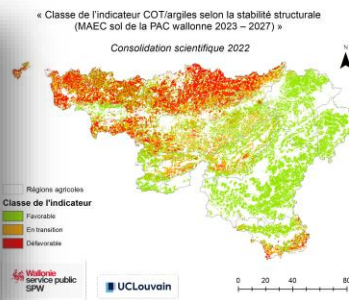 « Classe de l'indicateur COT/argiles selon la stabilité structurale
(MAEC sol de la PAC wallonne 2023 – 2027) »
Consolidation scientifique 2022
N
Régions agricoles
Classe de l'indicateur
Favorable
En transition
Défavorable
Wallonie
service public
SPW
UCLouvain
0 20 40 80